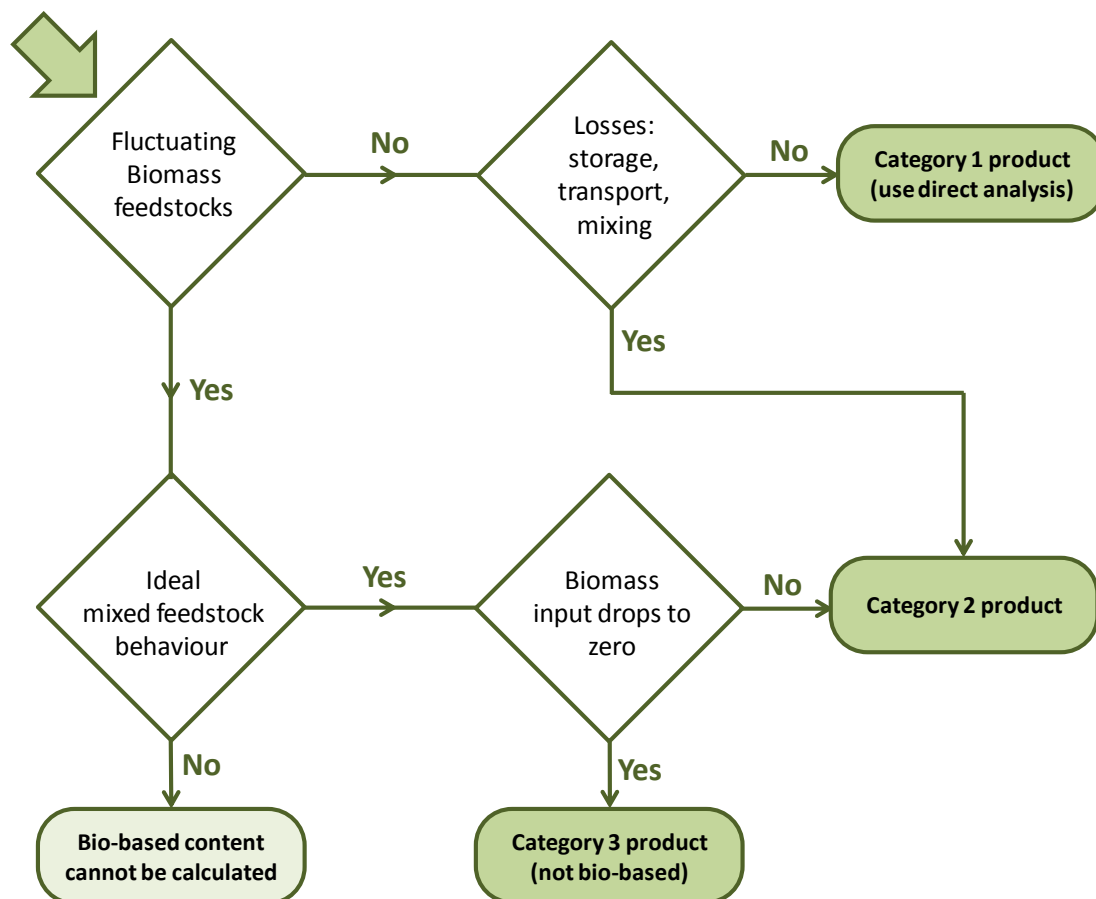 Fluctuating
Biomass
feedstocks
No
Losses:
storage,
transport,
mixing
No
Category 1 product
(use direct analysis)
Yes
Yes
Ideal
mixed feedstock
behaviour
Yes
Biomass
input drops to
zero
No
Category 2 product
No
Yes
Bio-based content
cannot be calculated
Category 3 product
(not bio-based)